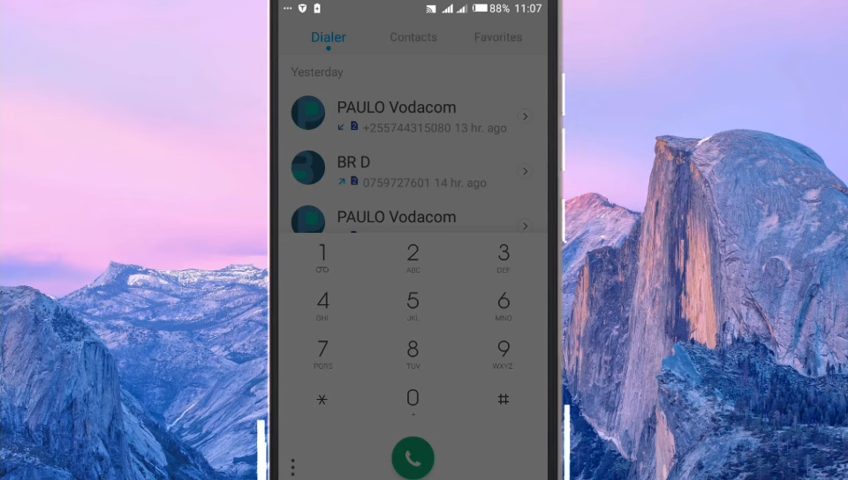 88% 11:07
Dialer Contacts Favorites
Yesterday
PAULO Vodacom
2 +255744315080 13 hr. ago
BR D
2 0759727601 14 hr. ago
PAULO Vodacom
1 2 3
ABC DEF
4 5 6
GHI JKL MNO
7 8 9
PQRS TUV WXYZ
* 0 #
+